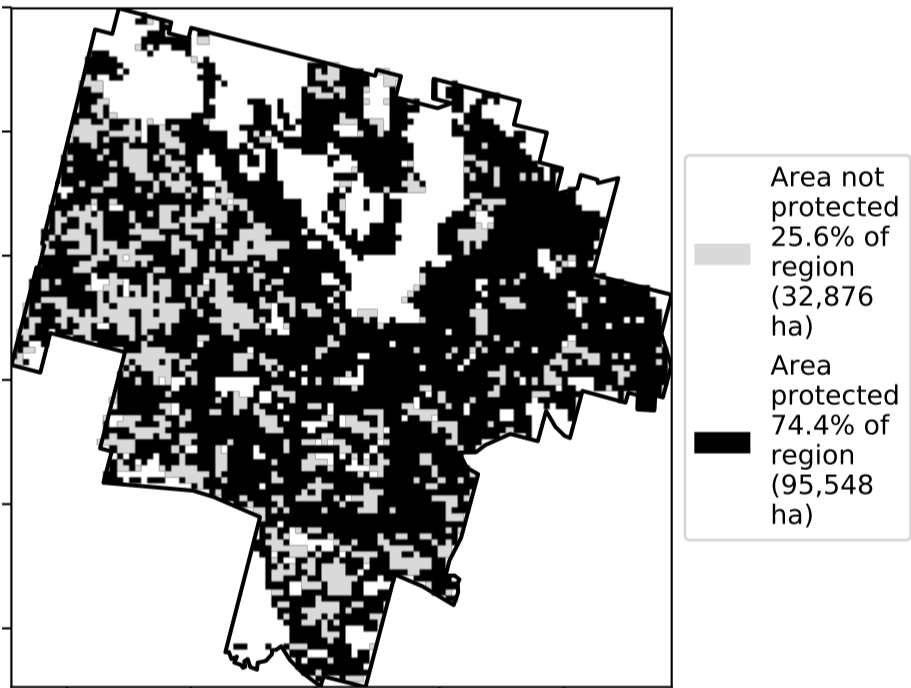 Area not
protected
25.6% of
region
(32,876
ha)
Area
protected
74.4% of
region
(95,548
ha)